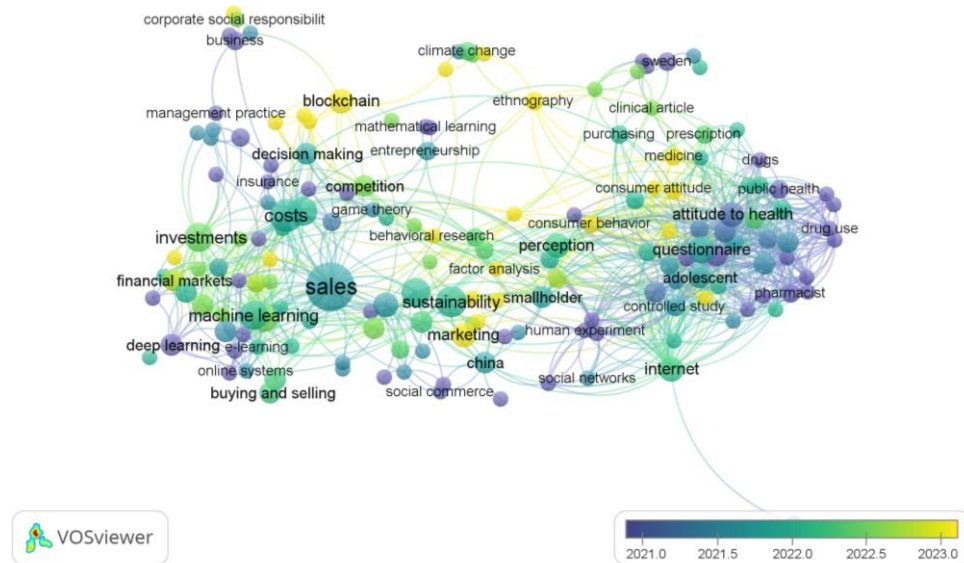 corporate social responsibilit
business
climate change
sweden
blockchain
ethnography
clinical article
management practice
mathematical learning
purchasing
prescription
decision making
entrepreneurship
medicine
drugs
insurance
competition
consumer attitude
public health
costs
game theory
consumer behavior
attitude to health
drug use
investments
behavioral research
perception
questionnaire
financial markets
factor analysis
adolescent
sales
sustainability
smallholder
controlled study
pharmacist
machine learning
marketing
human experiment
deep learning
e-learning
online systems
china
internet
social networks
buying and selling
social commerce
VOSviewer
2021.0 2021.5 2022.0 2022.5 2023.0